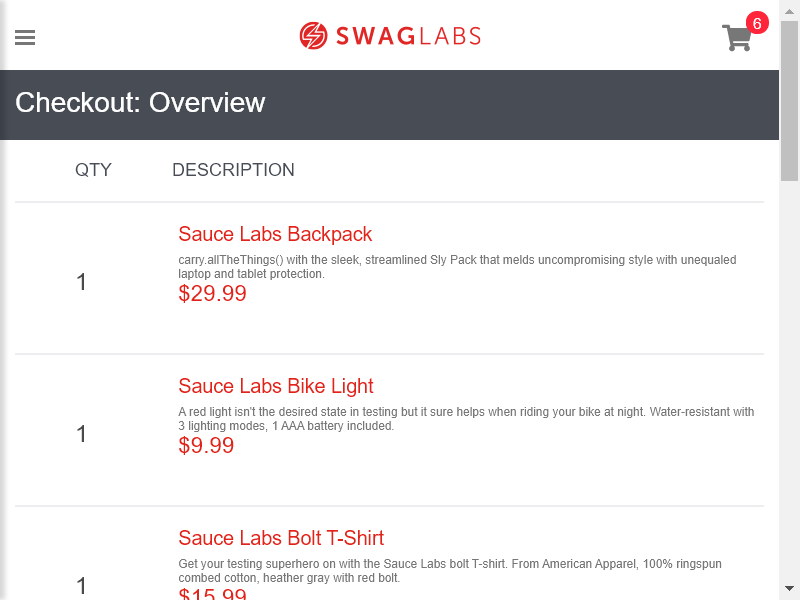 SWAGLABS
6
Checkout: Overview
QTY DESCRIPTION
Sauce Labs Backpack
carry.allTheThings() with the sleek, streamlined Sly Pack that melds uncompromising style with unequaled
laptop and tablet protection.
1
$29.99
Sauce Labs Bike Light
A red light isn't the desired state in testing but it sure helps when riding your bike at night. Water-resistant with
3 lighting modes, 1 AAA battery included.
1
$9.99
Sauce Labs Bolt T-Shirt
Get your testing superhero on with the Sauce Labs bolt T-shirt. From American Apparel, 100% ringspun
combed cotton, heather gray with red bolt.
1
$15.99